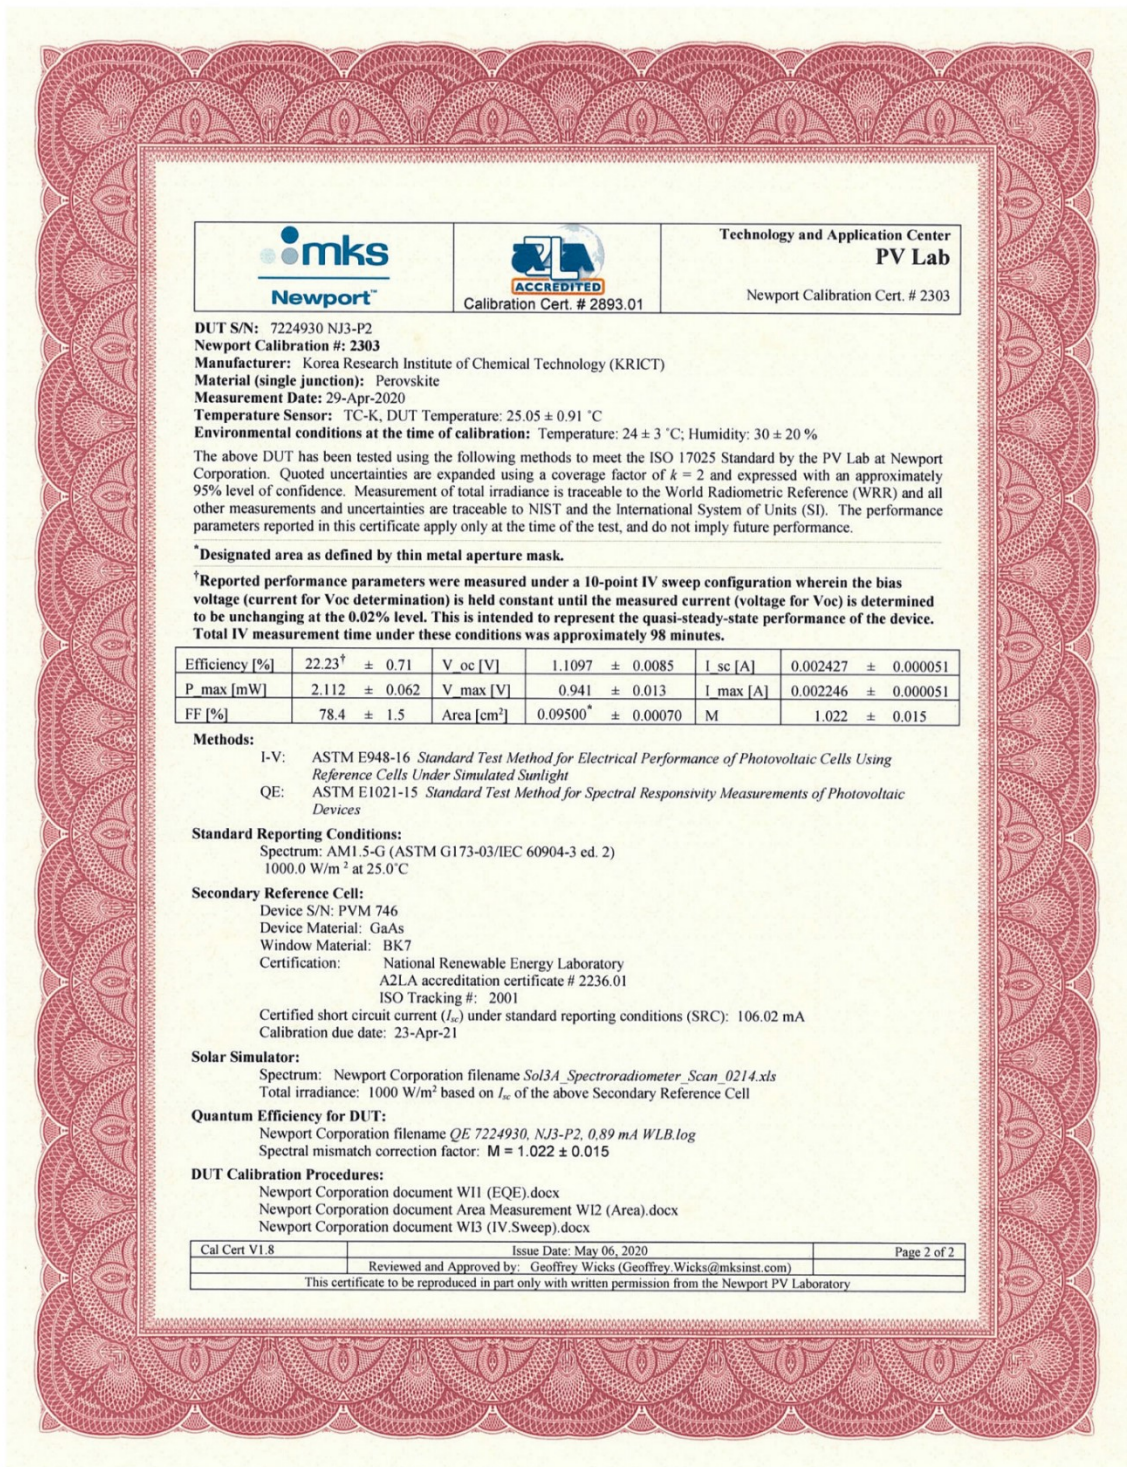 mks
Newport™
A2LA
ACCREDITED
Calibration Cert. # 2893.01
Technology and Application Center
PV Lab
Newport Calibration Cert. # 2303
DUT S/N: 7224930 NJ3-P2
Newport Calibration #: 2303
Manufacturer: Korea Research Institute of Chemical Technology (KRICT)
Material (single junction): Perovskite
Measurement Date: 29-Apr-2020
Temperature Sensor: TC-K, DUT Temperature: 25.05 ± 0.91 °C
Environmental conditions at the time of calibration: Temperature: 24 ± 3 °C; Humidity: 30 ± 20 %
The above DUT has been tested using the following methods to meet the ISO 17025 Standard by the PV Lab at Newport
Corporation. Quoted uncertainties are expanded using a coverage factor of k = 2 and expressed with an approximately
95% level of confidence. Measurement of total irradiance is traceable to the World Radiometric Reference (WRR) and all
other measurements and uncertainties are traceable to NIST and the International System of Units (SI). The performance
parameters reported in this certificate apply only at the time of the test, and do not imply future performance.
*Designated area as defined by thin metal aperture mask.
†Reported performance parameters were measured under a 10-point IV sweep configuration wherein the bias
voltage (current for Voc determination) is held constant until the measured current (voltage for Voc) is determined
to be unchanging at the 0.02% level. This is intended to represent the quasi-steady-state performance of the device.
Total IV measurement time under these conditions was approximately 98 minutes.
Efficiency [%] 22.23† ± 0.71 V_oc [V] 1.1097 ± 0.0085 I_sc [A] 0.002427 ± 0.000051
P_max [mW] 2.112 ± 0.062 V_max [V] 0.941 ± 0.013 I_max [A] 0.002246 ± 0.000051
FF [%] 78.4 ± 1.5 Area [cm²] 0.09500* ± 0.00070 M 1.022 ± 0.015
Methods:
I-V: ASTM E948-16 Standard Test Method for Electrical Performance of Photovoltaic Cells Using
Reference Cells Under Simulated Sunlight
QE: ASTM E1021-15 Standard Test Method for Spectral Responsivity Measurements of Photovoltaic
Devices
Standard Reporting Conditions:
Spectrum: AM1.5-G (ASTM G173-03/IEC 60904-3 ed. 2)
1000.0 W/m ² at 25.0°C
Secondary Reference Cell:
Device S/N: PVM 746
Device Material: GaAs
Window Material: BK7
Certification: National Renewable Energy Laboratory
A2LA accreditation certificate # 2236.01
ISO Tracking #: 2001
Certified short circuit current (Isc) under standard reporting conditions (SRC): 106.02 mA
Calibration due date: 23-Apr-21
Solar Simulator:
Spectrum: Newport Corporation filename Sol3A_Spectroradiometer_Scan_0214.xls
Total irradiance: 1000 W/m² based on Isc of the above Secondary Reference Cell
Quantum Efficiency for DUT:
Newport Corporation filename QE 7224930, NJ3-P2, 0.89 mA WLB.log
Spectral mismatch correction factor: M = 1.022 ± 0.015
DUT Calibration Procedures:
Newport Corporation document WI1 (EQE).docx
Newport Corporation document Area Measurement WI2 (Area).docx
Newport Corporation document WI3 (IV.Sweep).docx
Cal Cert V1.8 Issue Date: May 06, 2020 Page 2 of 2
Reviewed and Approved by: Geoffrey Wicks (Geoffrey.Wicks@mksinst.com)
This certificate to be reproduced in part only with written permission from the Newport PV Laboratory